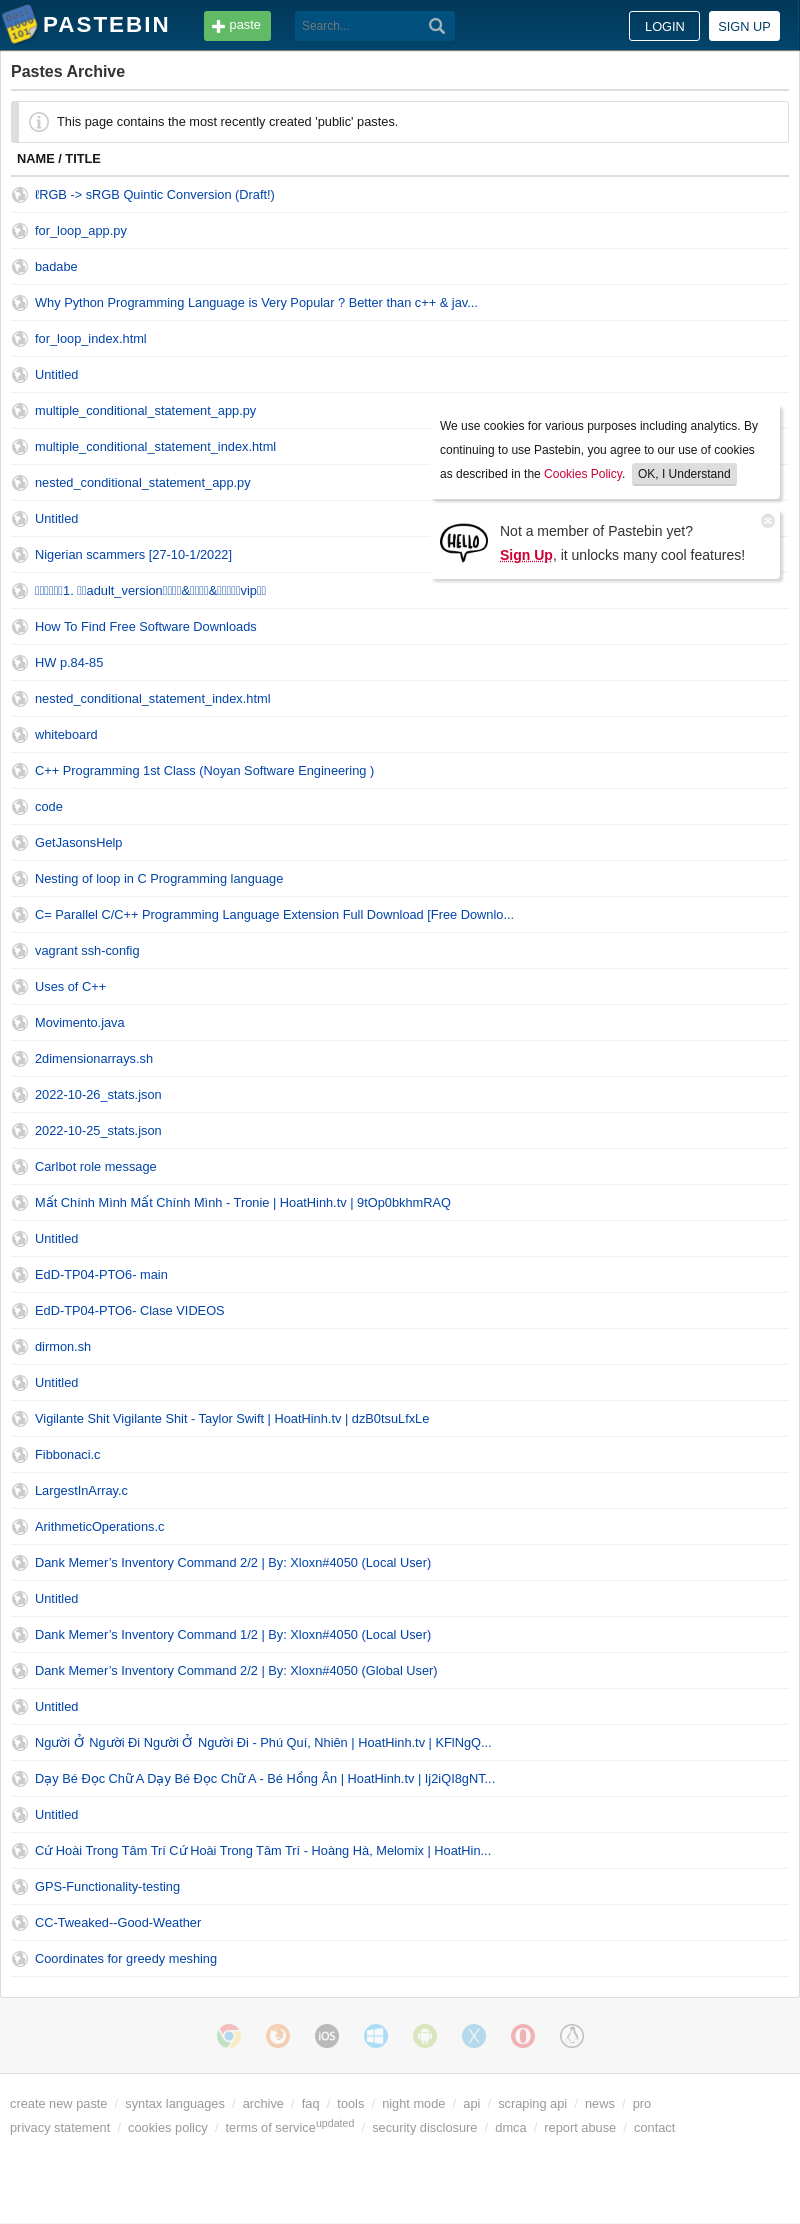 PASTEBIN
paste
Search...
LOGIN
SIGN UP
Pastes Archive
This page contains the most recently created 'public' pastes.
NAME / TITLE
ℓRGB -> sRGB Quintic Conversion (Draft!)
for_loop_app.py
badabe
Why Python Programming Language is Very Popular ? Better than c++ & jav...
for_loop_index.html
Untitled
multiple_conditional_statement_app.py
multiple_conditional_statement_index.html
nested_conditional_statement_app.py
Untitled
Nigerian scammers [27-10-1/2022]
1. adult_version & & vip
How To Find Free Software Downloads
HW p.84-85
nested_conditional_statement_index.html
whiteboard
C++ Programming 1st Class (Noyan Software Engineering )
code
GetJasonsHelp
Nesting of loop in C Programming language
C= Parallel C/C++ Programming Language Extension Full Download [Free Downlo...
vagrant ssh-config
Uses of C++
Movimento.java
2dimensionarrays.sh
2022-10-26_stats.json
2022-10-25_stats.json
Carlbot role message
Mất Chính Mình Mất Chính Mình - Tronie | HoatHinh.tv | 9tOp0bkhmRAQ
Untitled
EdD-TP04-PTO6- main
EdD-TP04-PTO6- Clase VIDEOS
dirmon.sh
Untitled
Vigilante Shit Vigilante Shit - Taylor Swift | HoatHinh.tv | dzB0tsuLfxLe
Fibbonaci.c
LargestInArray.c
ArithmeticOperations.c
Dank Memer’s Inventory Command 2/2 | By: Xloxn#4050 (Local User)
Untitled
Dank Memer’s Inventory Command 1/2 | By: Xloxn#4050 (Local User)
Dank Memer’s Inventory Command 2/2 | By: Xloxn#4050 (Global User)
Untitled
Người Ở Người Đi Người Ở Người Đi - Phú Quí, Nhiên | HoatHinh.tv | KFlNgQ...
Dạy Bé Đọc Chữ A Dạy Bé Đọc Chữ A - Bé Hồng Ân | HoatHinh.tv | Ij2iQI8gNT...
Untitled
Cứ Hoài Trong Tâm Trí Cứ Hoài Trong Tâm Trí - Hoàng Hà, Melomix | HoatHin...
GPS-Functionality-testing
CC-Tweaked--Good-Weather
Coordinates for greedy meshing
We use cookies for various purposes including analytics. By
continuing to use Pastebin, you agree to our use of cookies
as described in the Cookies Policy. OK, I Understand
HELLO
Not a member of Pastebin yet?
Sign Up, it unlocks many cool features!
iOS
create new paste / syntax languages / archive / faq / tools / night mode / api / scraping api / news / pro
privacy statement / cookies policy / terms of service updated / security disclosure / dmca / report abuse / contact